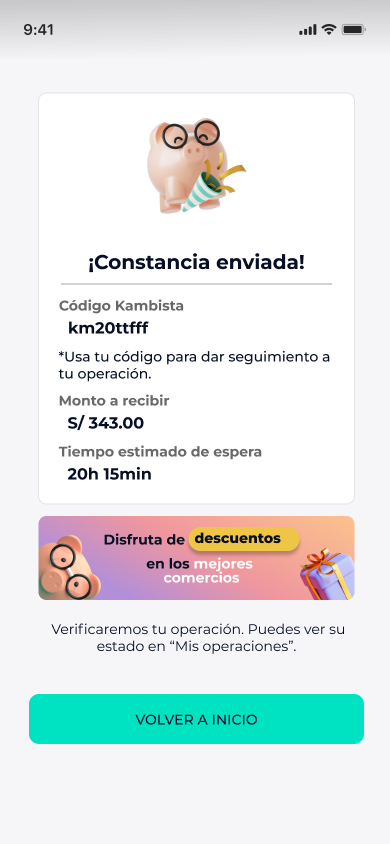 9:41
¡Constancia enviada!
Código Kambista
km20ttfff
*Usa tu código para dar seguimiento a
tu operación.
Monto a recibir
S/ 343.00
Tiempo estimado de espera
20h 15min
Disfruta de descuentos
en los mejores
comercios
Verificaremos tu operación. Puedes ver su
estado en “Mis operaciones”.
VOLVER A INICIO